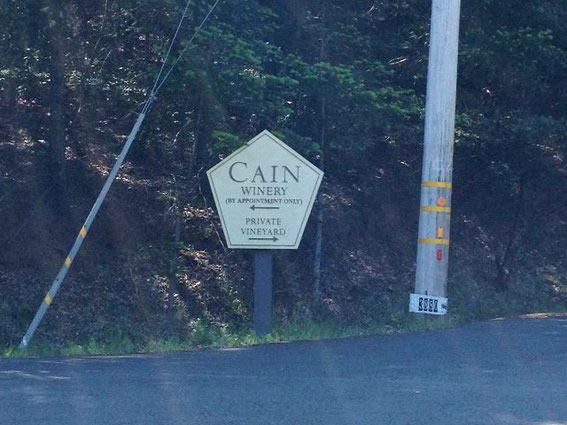 CAIN
WINERY
(BY APPOINTMENT ONLY)
PRIVATE
VINEYARD